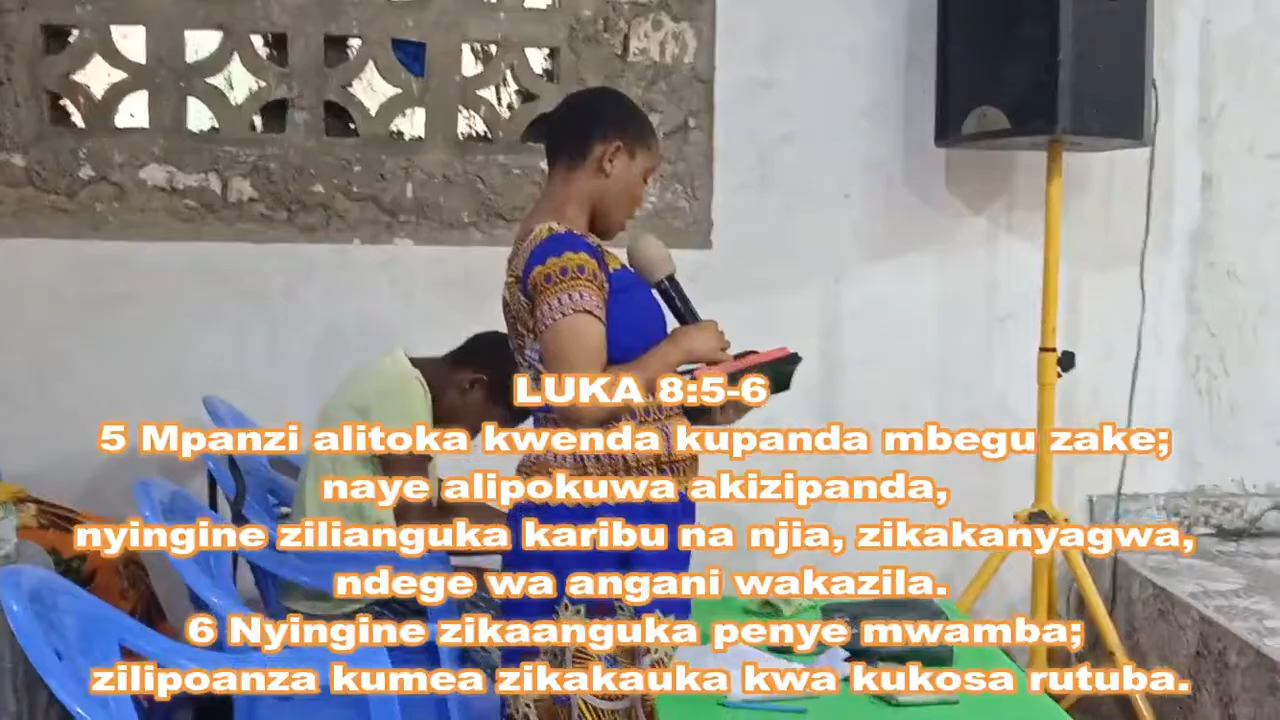 LUKA 8:5-6
5 Mpanzi alitoka kwenda kupanda mbegu zake;
naye alipokuwa akizipanda,
nyingine zilianguka karibu na njia, zikakanyagwa,
ndege wa angani wakazila.
6 Nyingine zikaanguka penye mwamba;
zilipoanza kumea zikakauka kwa kukosa rutuba.